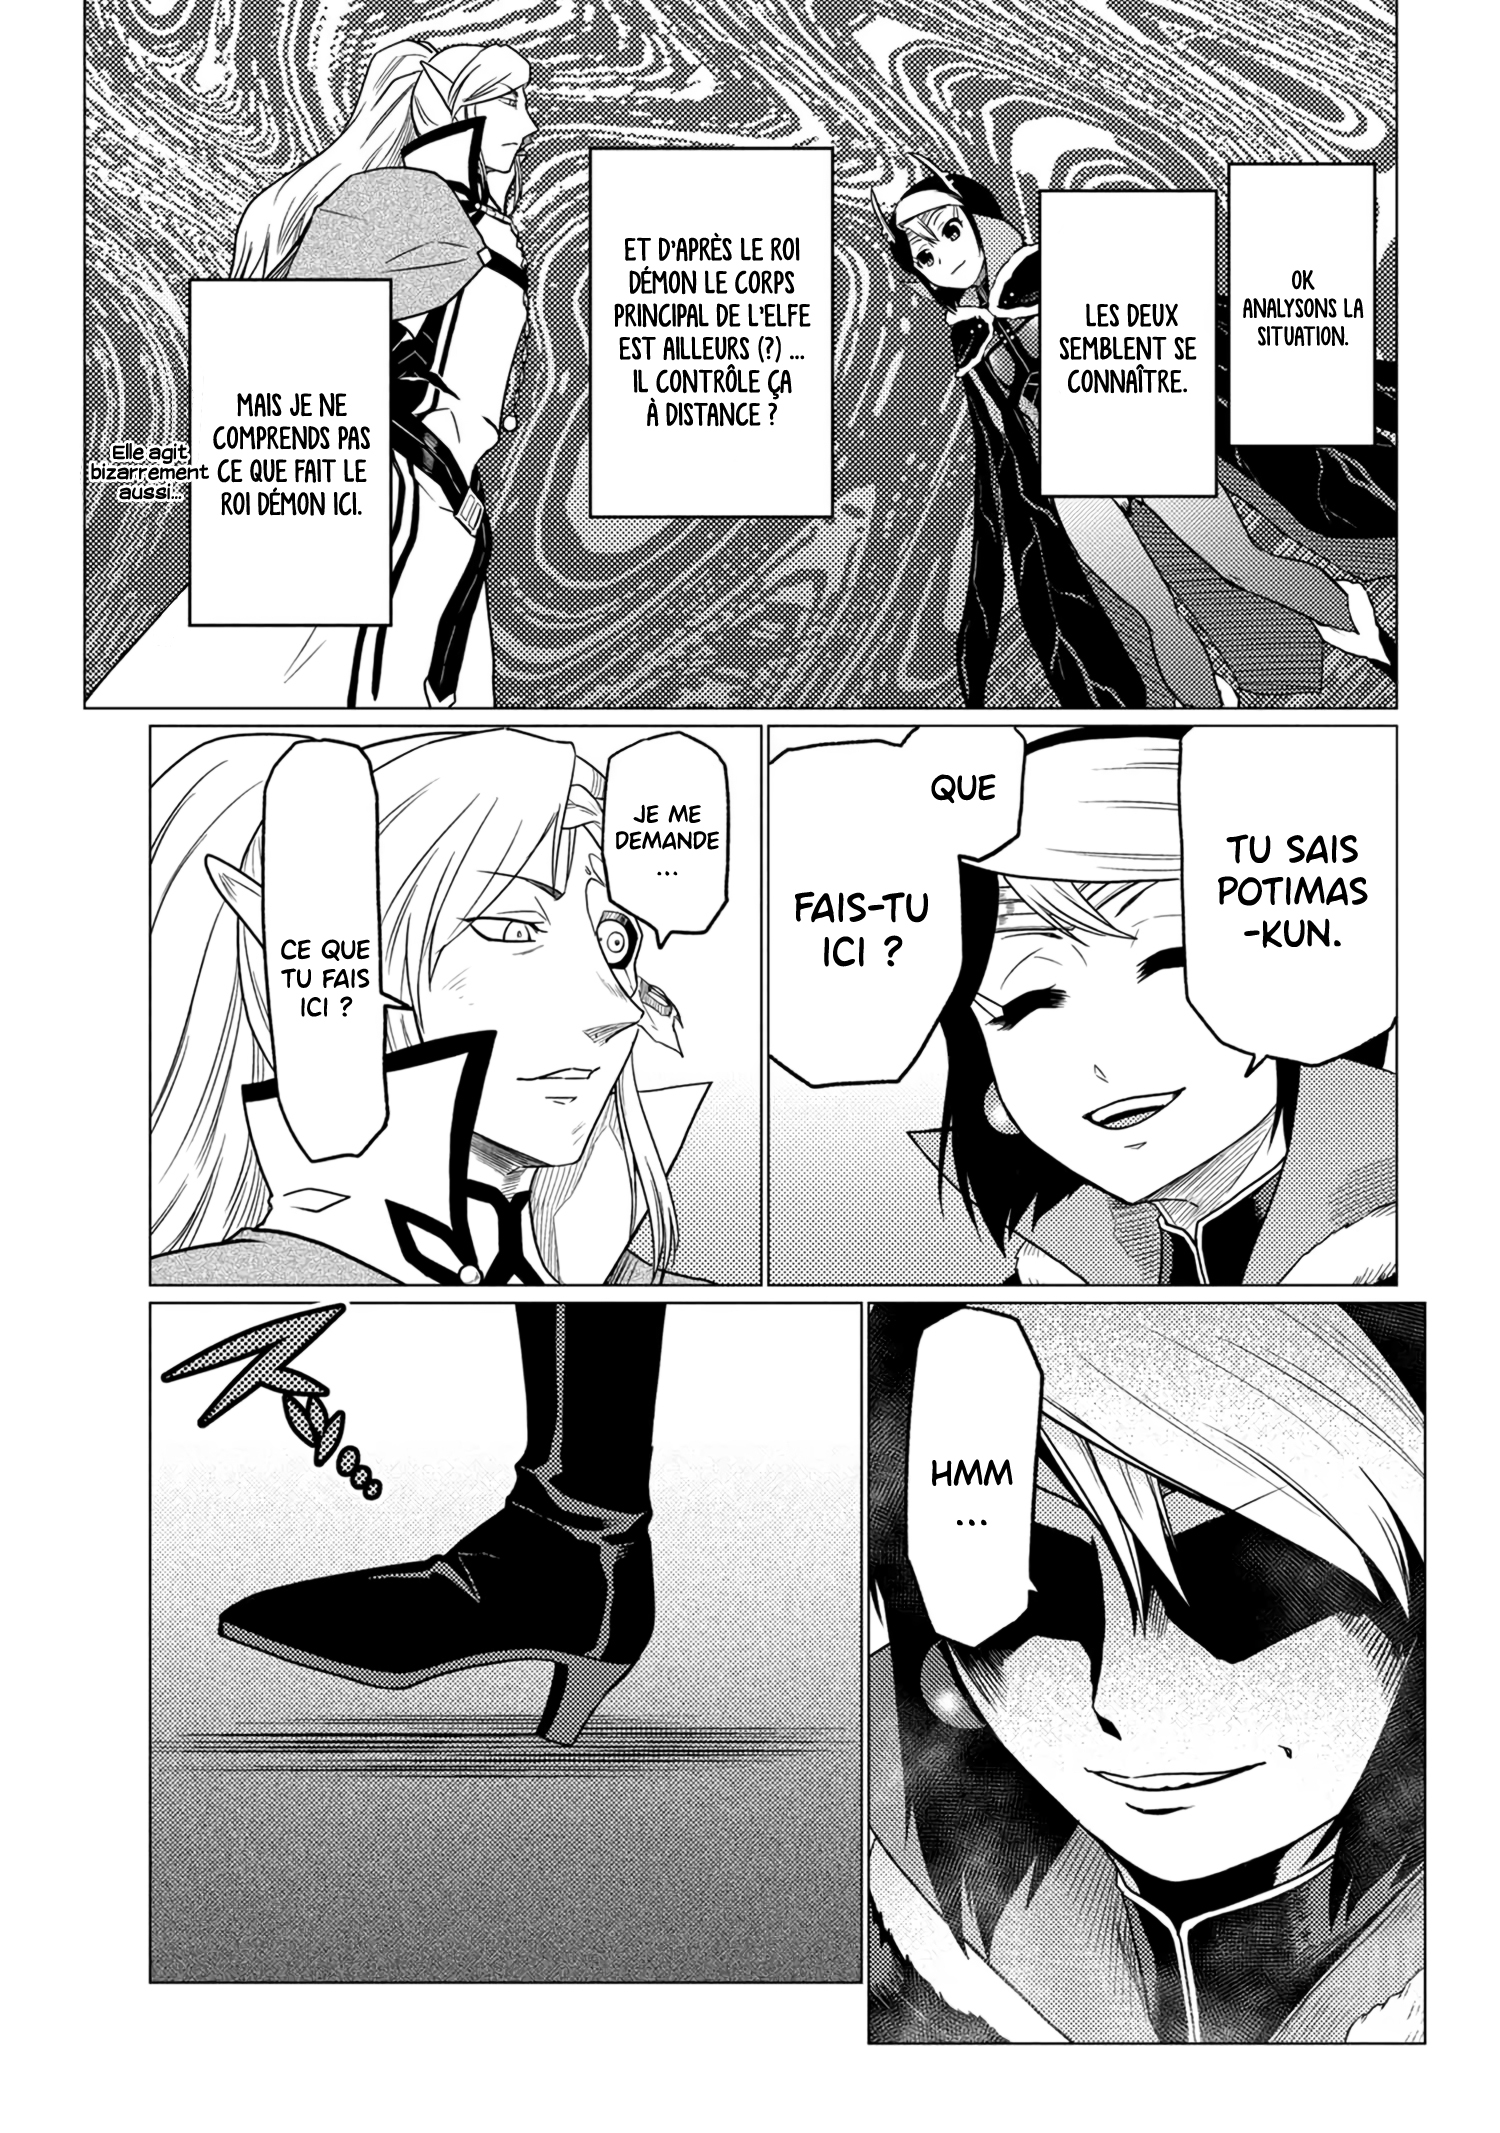 OK
ANALYSONS LA
SITUATION.
LES DEUX
SEMBLENT SE
CONNAÎTRE.
ET D'APRÈS LE ROI
DÉMON LE CORPS
PRINCIPAL DE L'ELFE
EST AILLEURS (?) ...
IL CONTRÔLE ÇA
À DISTANCE ?
MAIS JE NE
COMPRENDS PAS
CE QUE FAIT LE
ROI DÉMON ICI.
Elle agit
bizarrement
aussi...
TU SAIS
POTIMAS
-KUN.
QUE
FAIS-TU
ICI ?
JE ME
DEMANDE
...
CE QUE
TU FAIS
ICI ?
HMM
...